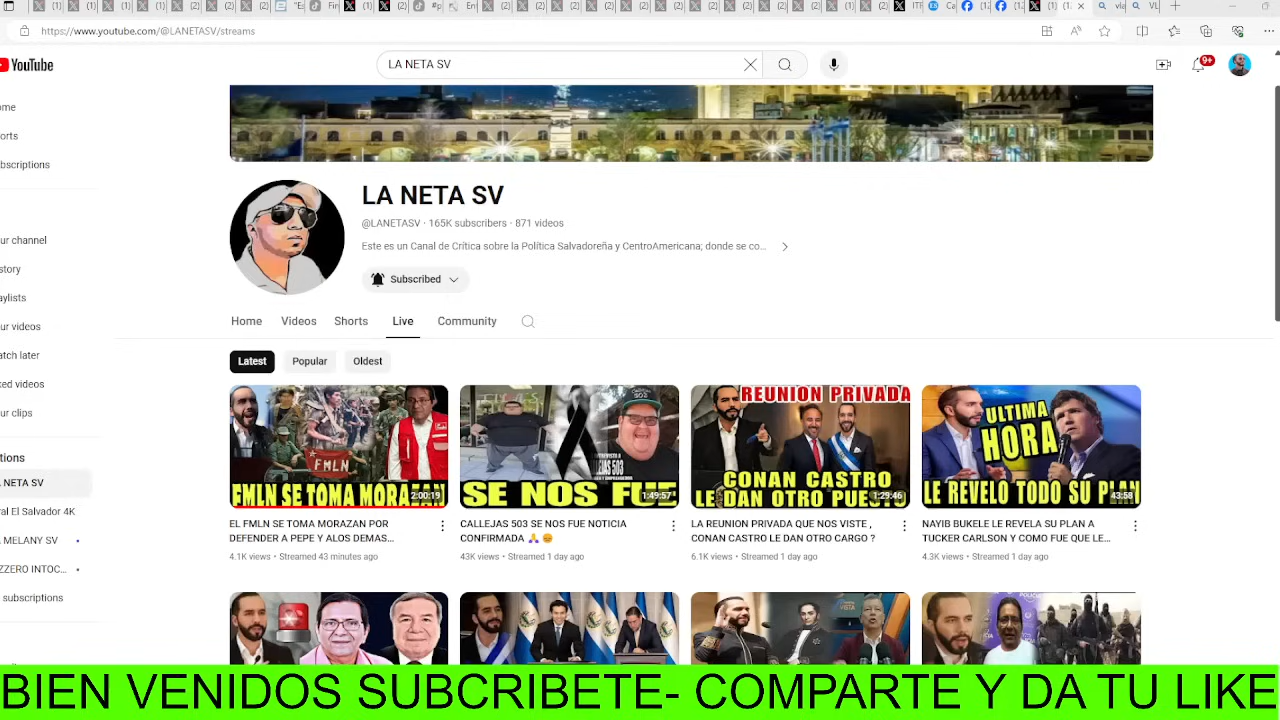 https://www.youtube.com/@LANETASV/streams
YouTube
LA NETA SV
9+
ome
orts
bscriptions
ur channel
story
aylists
ur videos
atch later
ked videos
ur clips
tions
NETA SV
ral El Salvador 4K
MELANY SV
ZZERO INTOC...
subscriptions
LA NETA SV
@LANETASV · 165K subscribers · 871 videos
Este es un Canal de Crítica sobre la Política Salvadoreña y CentroAmericana; donde se co...
Subscribed
Home Videos Shorts Live Community
Latest Popular Oldest
FMLN
FMLN SE TOMA MORAZAN
2:00:19
EL FMLN SE TOMA MORAZAN POR
DEFENDER A PEPE Y ALOS DEMAS...
4.1K views · Streamed 43 minutes ago
SE NOS FUE
1:49:57
CALLEJAS 503 SE NOS FUE NOTICIA
CONFIRMADA 🙏 😊
43K views · Streamed 1 day ago
REUNION PRIVADA
CONAN CASTRO
LE DAN OTRO PUESTO
1:29:46
LA REUNION PRIVADA QUE NOS VISTE ,
CONAN CASTRO LE DAN OTRO CARGO ?
6.1K views · Streamed 1 day ago
ULTIMA
HORA
LE REVELO TODO SU PLAN
43:58
NAYIB BUKELE LE REVELA SU PLAN A
TUCKER CARLSON Y COMO FUE QUE LE...
4.3K views · Streamed 1 day ago
BIEN VENIDOS SUBCRIBETE- COMPARTE Y DA TU LIKE